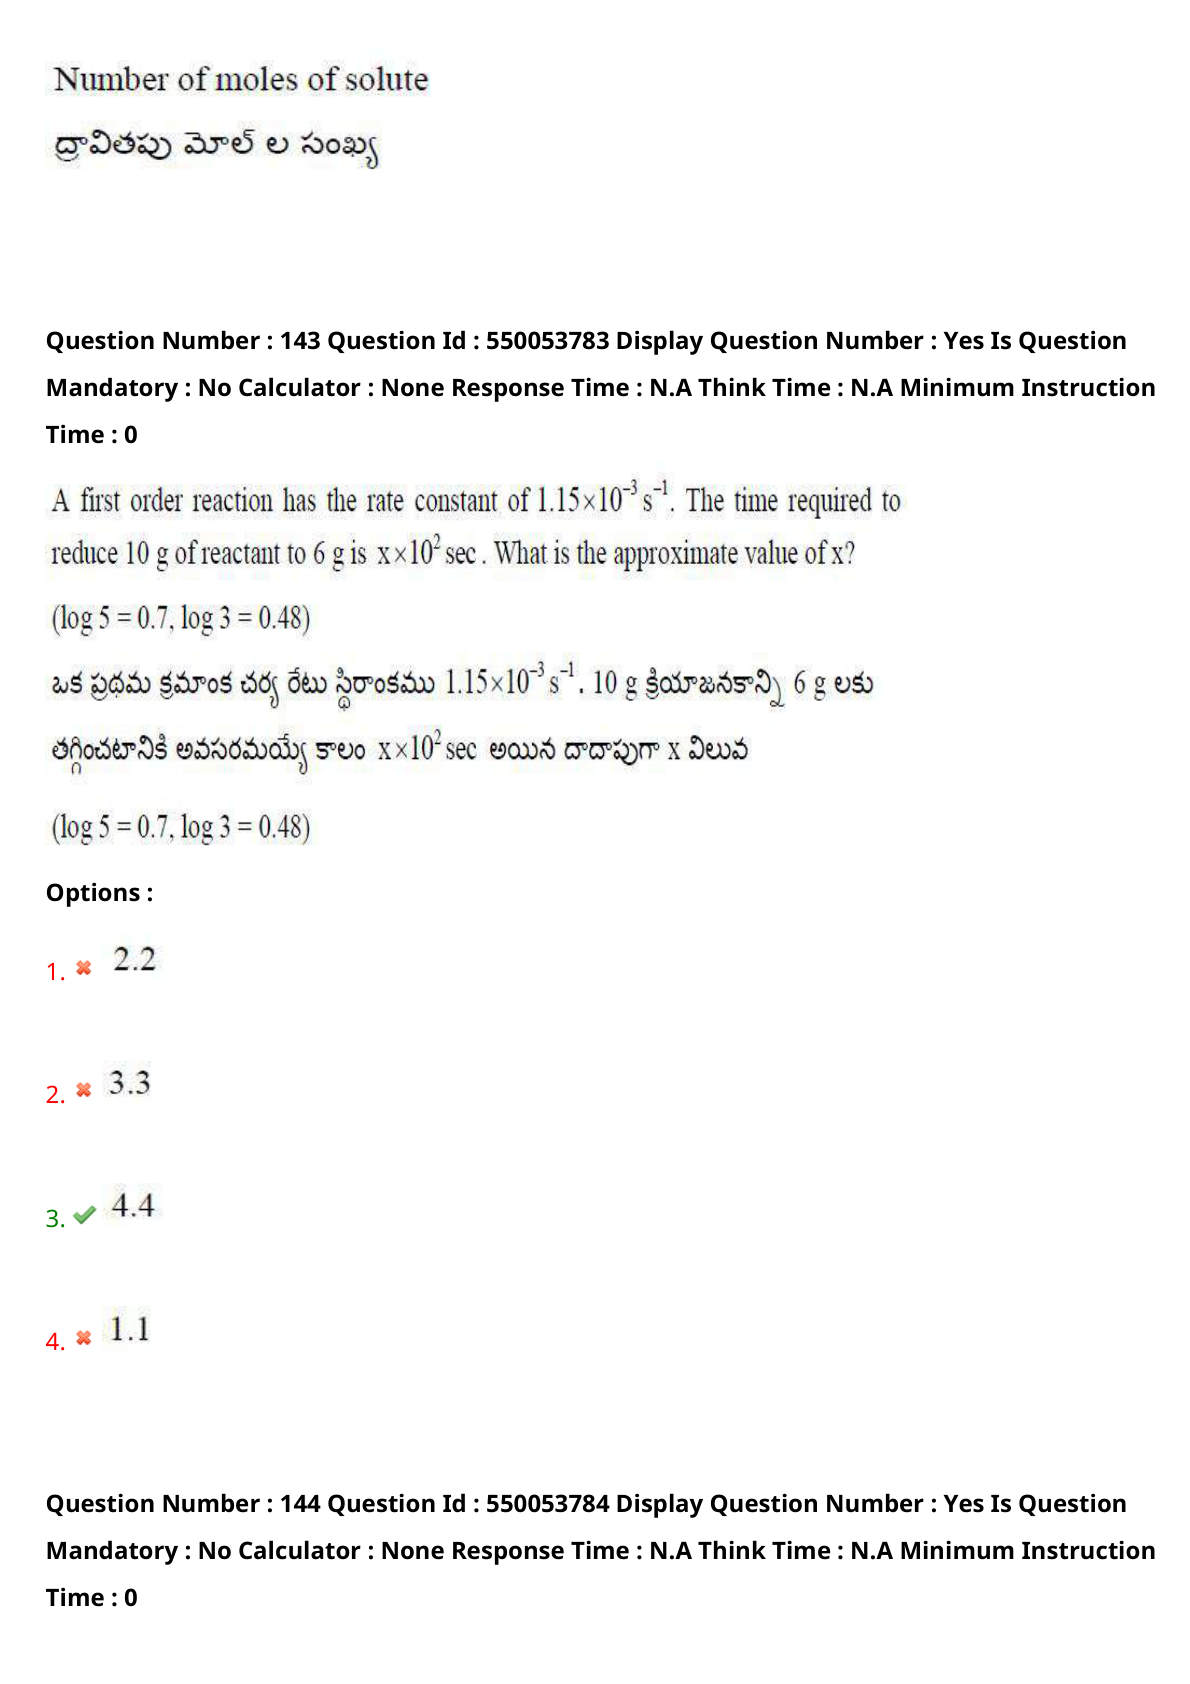 Number of moles of solute
ద్రావితపు మోల్ ల సంఖ్య
Question Number : 143 Question Id : 550053783 Display Question Number : Yes Is Question
Mandatory : No Calculator : None Response Time : N.A Think Time : N.A Minimum Instruction
Time : 0
A first order reaction has the rate constant of 1.15×10⁻³ s⁻¹. The time required to
reduce 10 g of reactant to 6 g is x×10² sec . What is the approximate value of x?
(log 5 = 0.7, log 3 = 0.48)
ఒక ప్రథమ క్రమాంక చర్య రేటు స్థిరాంకము 1.15×10⁻³ s⁻¹. 10 g క్రియాజనకాన్ని 6 g లకు
తగ్గించటానికి అవసరమయ్యే కాలం x×10² sec అయిన దాదాపుగా x విలువ
(log 5 = 0.7, log 3 = 0.48)
Options :
1. ✖ 2.2
2. ✖ 3.3
3. ✔ 4.4
4. ✖ 1.1
Question Number : 144 Question Id : 550053784 Display Question Number : Yes Is Question
Mandatory : No Calculator : None Response Time : N.A Think Time : N.A Minimum Instruction
Time : 0